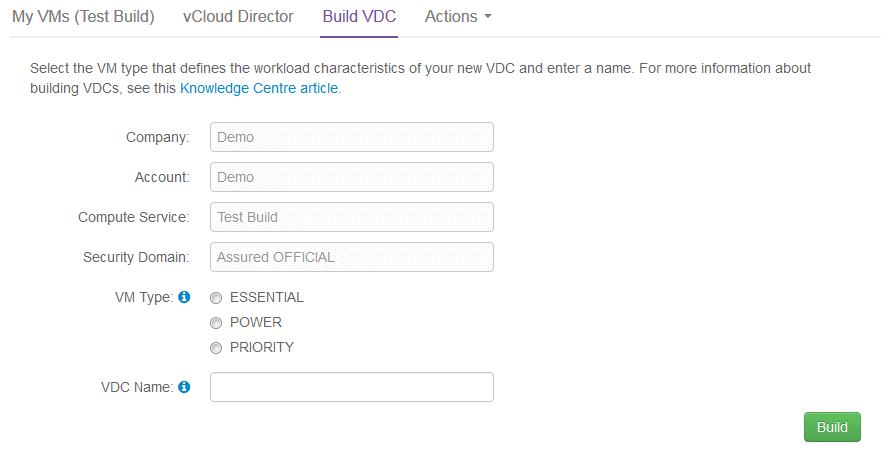 My VMs (Test Build) vCloud Director Build VDC Actions
Select the VM type that defines the workload characteristics of your new VDC and enter a name. For more information about
building VDCs, see this Knowledge Centre article.
Company: Demo
Account: Demo
Compute Service: Test Build
Security Domain: Assured OFFICIAL
VM Type: ESSENTIAL
POWER
PRIORITY
VDC Name:
Build